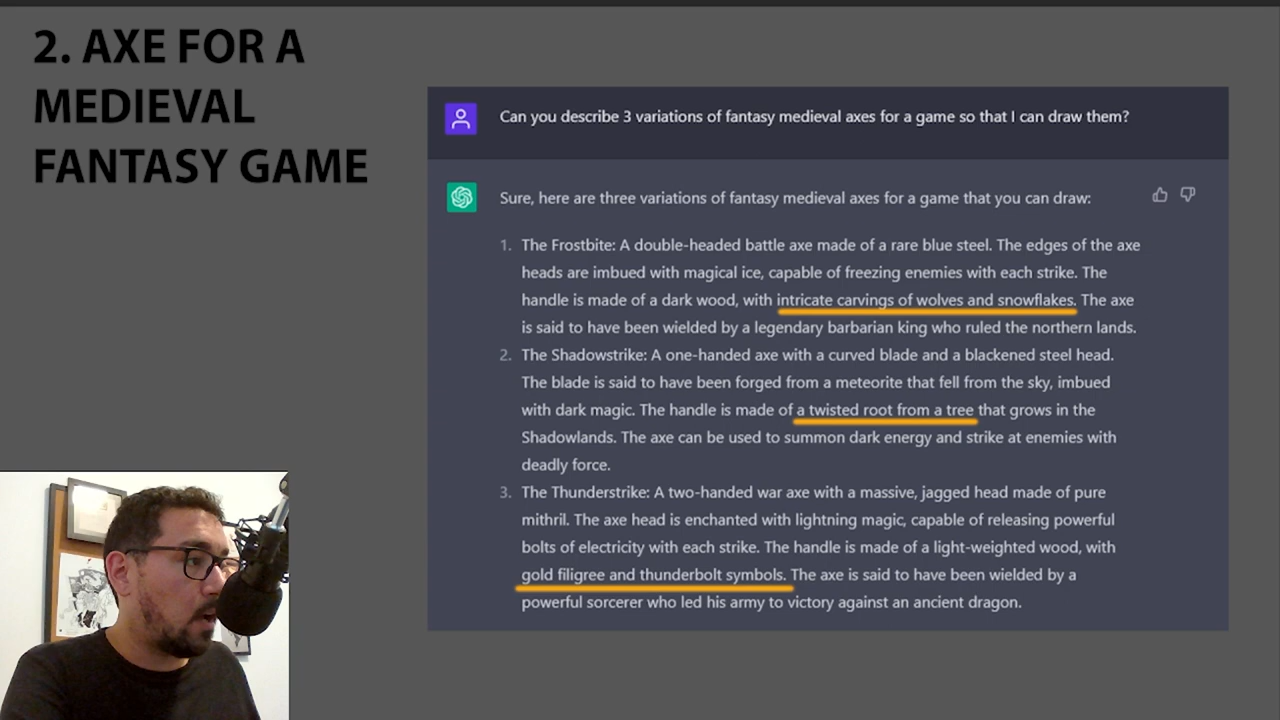 2. AXE FOR A
MEDIEVAL
FANTASY GAME
Can you describe 3 variations of fantasy medieval axes for a game so that I can draw them?
Sure, here are three variations of fantasy medieval axes for a game that you can draw:
1. The Frostbite: A double-headed battle axe made of a rare blue steel. The edges of the axe
heads are imbued with magical ice, capable of freezing enemies with each strike. The
handle is made of a dark wood, with intricate carvings of wolves and snowflakes. The axe
is said to have been wielded by a legendary barbarian king who ruled the northern lands.
2. The Shadowstrike: A one-handed axe with a curved blade and a blackened steel head.
The blade is said to have been forged from a meteorite that fell from the sky, imbued
with dark magic. The handle is made of a twisted root from a tree that grows in the
Shadowlands. The axe can be used to summon dark energy and strike at enemies with
deadly force.
3. The Thunderstrike: A two-handed war axe with a massive, jagged head made of pure
mithril. The axe head is enchanted with lightning magic, capable of releasing powerful
bolts of electricity with each strike. The handle is made of a light-weighted wood, with
gold filigree and thunderbolt symbols. The axe is said to have been wielded by a
powerful sorcerer who led his army to victory against an ancient dragon.